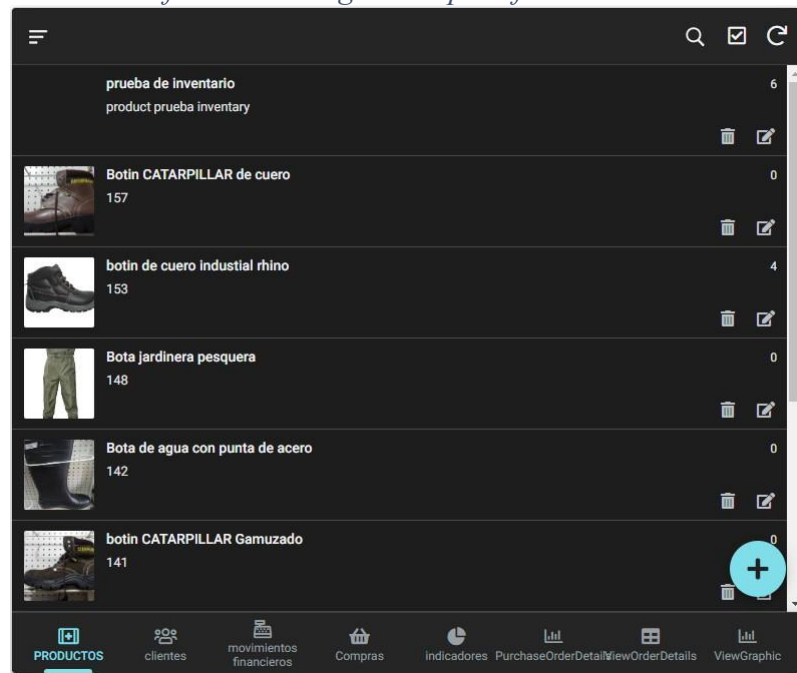 prueba de inventario
6
product prueba inventary
Botin CATARPILLAR de cuero
0
157
botin de cuero industial rhino
4
153
Bota jardinera pesquera
0
148
Bota de agua con punta de acero
0
142
botin CATARPILLAR Gamuzado
0
141
+
PRODUCTOS
clientes
movimientos
financieros
Compras
indicadores
PurchaseOrderDetails
ViewOrderDetails
ViewGraphic